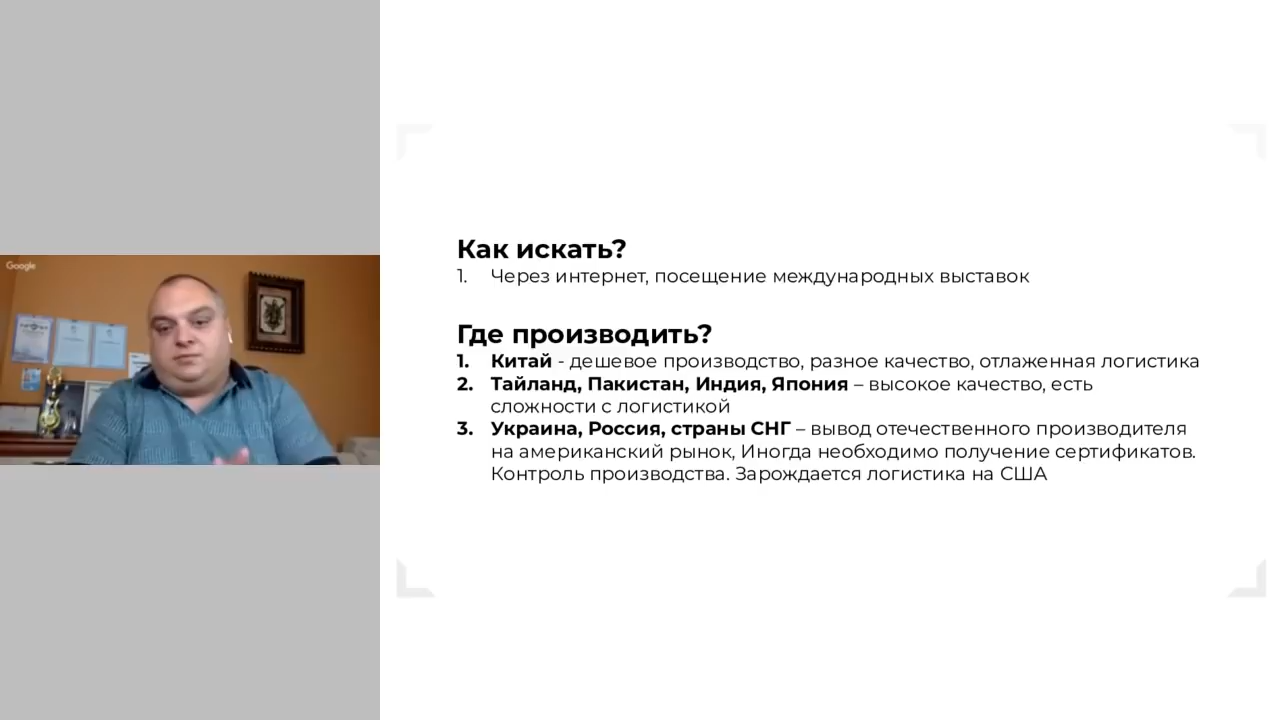 Google
Как искать?
1. Через интернет, посещение международных выставок
Где производить?
1. Китай - дешевое производство, разное качество, отлаженная логистика
2. Тайланд, Пакистан, Индия, Япония – высокое качество, есть
сложности с логистикой
3. Украина, Россия, страны СНГ – вывод отечественного производителя
на американский рынок, Иногда необходимо получение сертификатов.
Контроль производства. Зарождается логистика на США